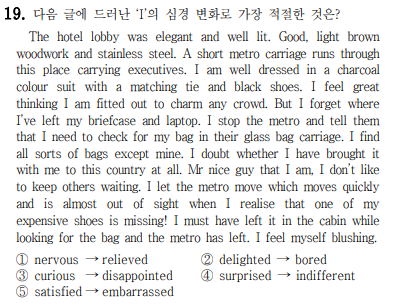 19. 다음 글에 드러난 'I'의 심경 변화로 가장 적절한 것은?
The hotel lobby was elegant and well lit. Good, light brown
woodwork and stainless steel. A short metro carriage runs through
this place carrying executives. I am well dressed in a charcoal
colour suit with a matching tie and black shoes. I feel great
thinking I am fitted out to charm any crowd. But I forget where
I've left my briefcase and laptop. I stop the metro and tell them
that I need to check for my bag in their glass bag carriage. I find
all sorts of bags except mine. I doubt whether I have brought it
with me to this country at all. Mr nice guy that I am, I don't like
to keep others waiting. I let the metro move which moves quickly
and is almost out of sight when I realise that one of my
expensive shoes is missing! I must have left it in the cabin while
looking for the bag and the metro has left. I feel myself blushing.
① nervous → relieved ② delighted → bored
③ curious → disappointed ④ surprised → indifferent
⑤ satisfied → embarrassed